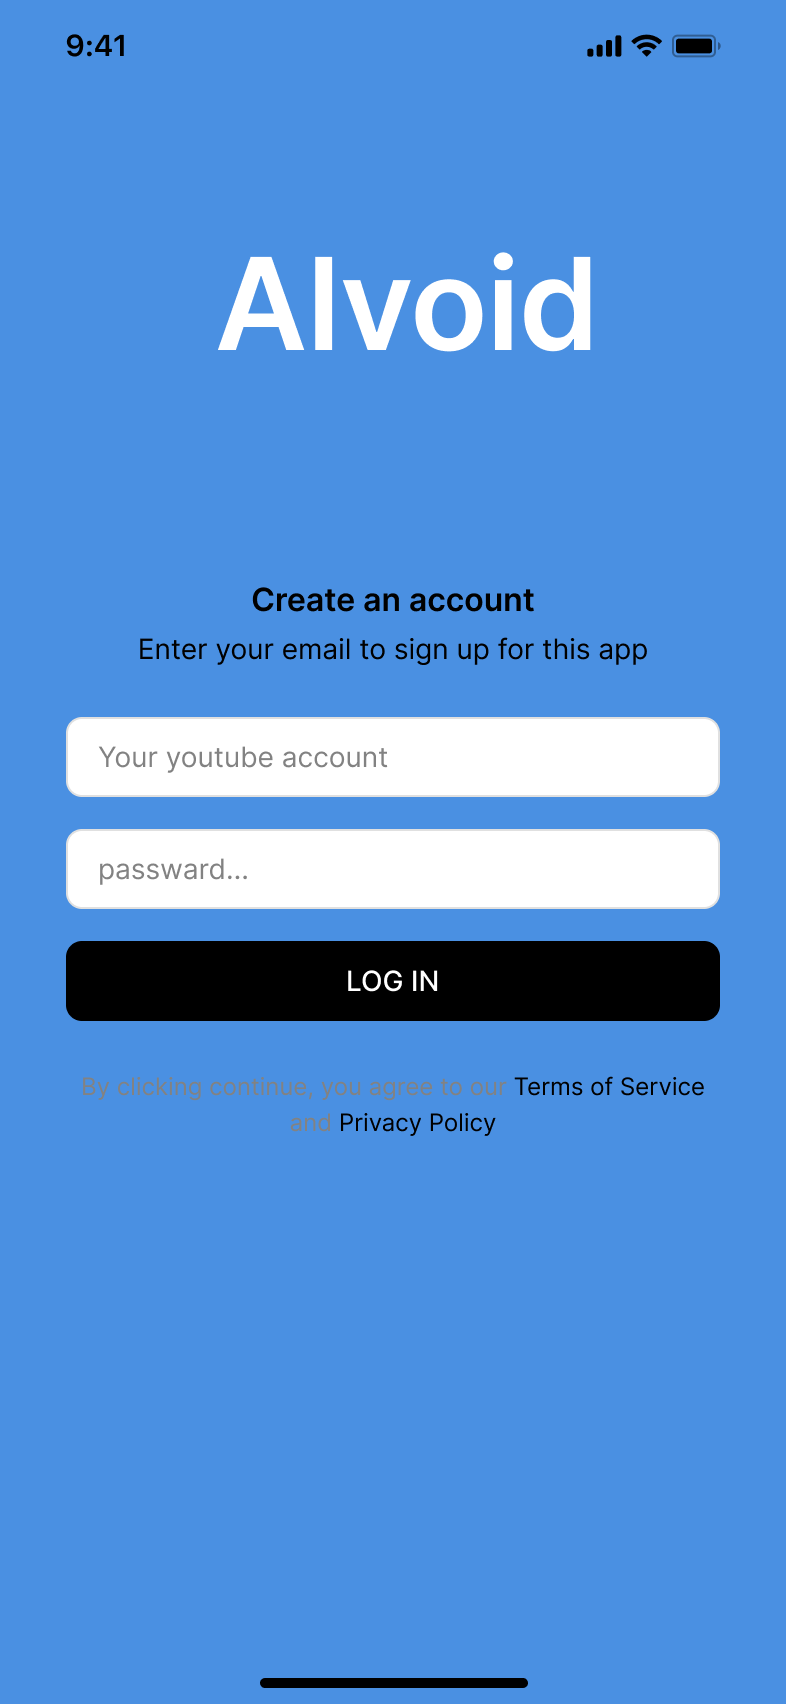 9:41
AIvoid
Create an account
Enter your email to sign up for this app
Your youtube account
passward...
LOG IN
By clicking continue, you agree to our Terms of Service
and Privacy Policy